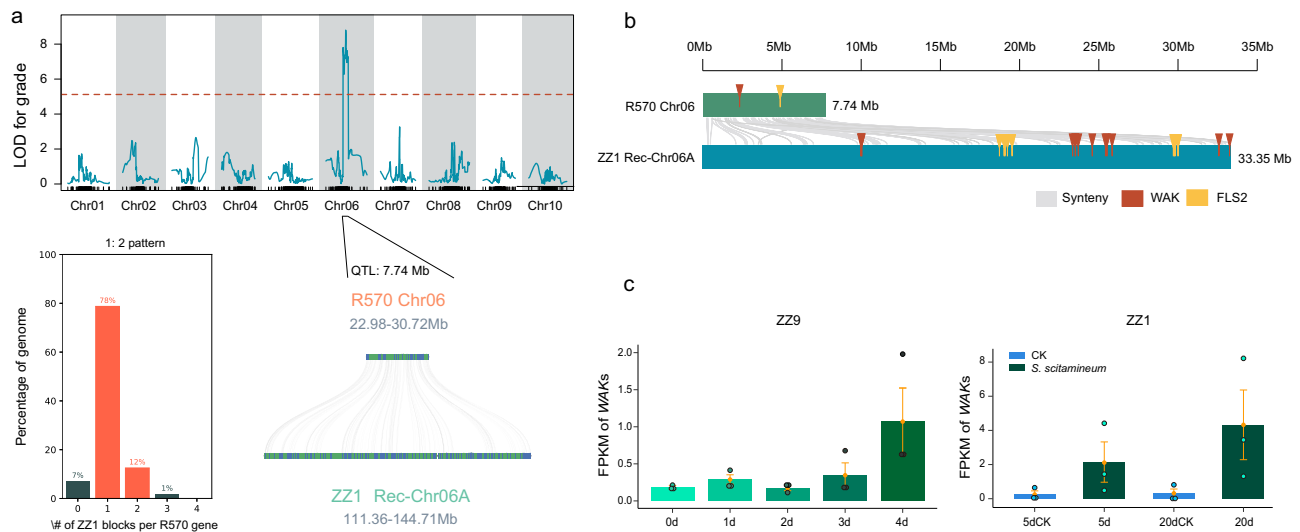 a
LOD for grade
8
6
4
2
0
Chr01 Chr02 Chr03 Chr04 Chr05 Chr06 Chr07 Chr08 Chr09 Chr10
1: 2 pattern
Percentage of genome
100
80
60
40
20
0
7%
78%
12%
1%
0 1 2 3 4
\# of ZZ1 blocks per R570 gene
QTL: 7.74 Mb
R570 Chr06
22.98-30.72Mb
ZZ1 Rec-Chr06A
111.36-144.71Mb
b
0Mb 5Mb 10Mb 15Mb 20Mb 25Mb 30Mb 35Mb
R570 Chr06
7.74 Mb
ZZ1 Rec-Chr06A
33.35 Mb
Synteny WAK FLS2
c
ZZ9
FPKM of WAKs
2.0
1.5
1.0
0.5
0.0
0d 1d 2d 3d 4d
ZZ1
FPKM of WAKs
8
6
4
2
0
CK
S. scitamineum
5dCK 5d 20dCK 20d